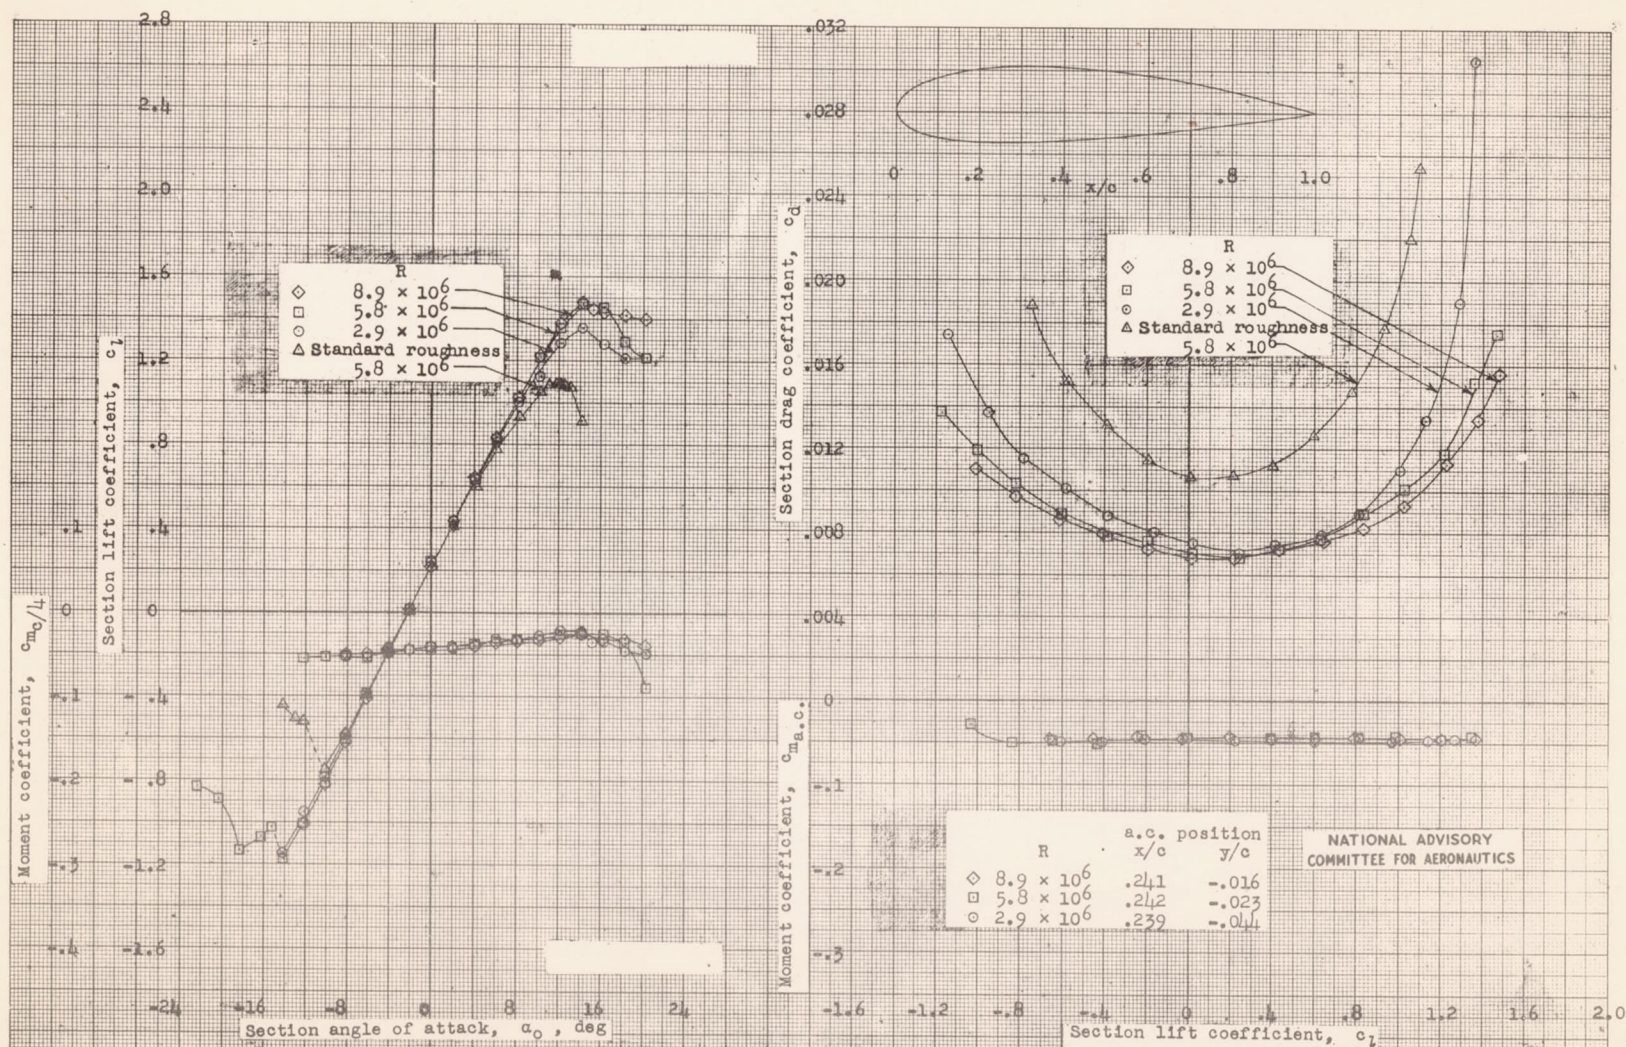 2.8
2.4
2.0
1.6
1.2
.8
.4
0
-.4
-.8
-1.2
-1.6
.1
0
-.1
-.2
-.3
-.4
Moment coefficient, c_mc/4
Section lift coefficient, c_l
R
◇ 8.9 × 10⁶
□ 5.8 × 10⁶
○ 2.9 × 10⁶
△ Standard roughness
5.8 × 10⁶
-24 -16 -8 0 8 16 24
Section angle of attack, α₀, deg
.032
.028
.024
.020
.016
.012
.008
.004
0
-.1
-.2
-.3
Section drag coefficient, c_d
Moment coefficient, c_ma.c.
0 .2 .4 .6 .8 1.0
x/c
R
◇ 8.9 × 10⁶
□ 5.8 × 10⁶
○ 2.9 × 10⁶
△ Standard roughness
5.8 × 10⁶
a.c. position
R x/c y/c
◇ 8.9 × 10⁶ .241 -.016
□ 5.8 × 10⁶ .242 -.023
○ 2.9 × 10⁶ .239 -.044
NATIONAL ADVISORY
COMMITTEE FOR AERONAUTICS
-1.6 -1.2 -.8 -.4 0 .4 .8 1.2 1.6 2.0
Section lift coefficient, c_l